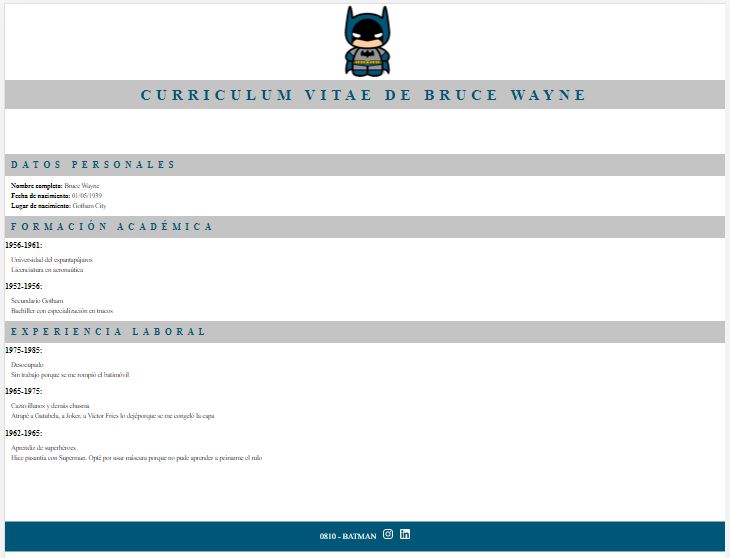 CURRICULUM VITAE DE BRUCE WAYNE
DATOS PERSONALES
Nombre completo: Bruce Wayne
Fecha de nacimiento: 01/05/1939
Lugar de nacimiento: Gotham City
FORMACIÓN ACADÉMICA
1956-1961:
Universidad del espantapájaros
Licenciatura en aeronaútica
1952-1956:
Secundario Gotham
Bachiller con especialización en trucos
EXPERIENCIA LABORAL
1975-1985:
Desocupado
Sin trabajo porque se me rompió el batimóvil
1965-1975:
Cazavillanos y demás chusma
Atrapé a Gatubela, a Joker, a Víctor Fries lo dejéporque se me congeló la capa
1962-1965:
Aprendiz de superhéroes
Hice pasantía con Superman. Opté por usar máscara porque no pude aprender a peinarme el rulo
0810 - BATMAN